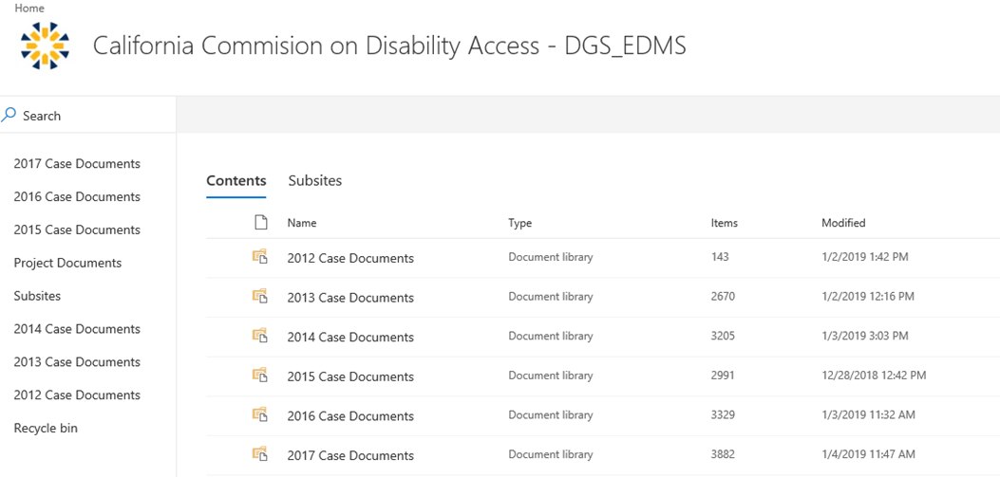 Home
California Commision on Disability Access - DGS_EDMS
Search
2017 Case Documents
2016 Case Documents
2015 Case Documents
Project Documents
Subsites
2014 Case Documents
2013 Case Documents
2012 Case Documents
Recycle bin
Contents Subsites
Name Type Items Modified
2012 Case Documents Document library 143 1/2/2019 1:42 PM
2013 Case Documents Document library 2670 1/2/2019 12:16 PM
2014 Case Documents Document library 3205 1/3/2019 3:03 PM
2015 Case Documents Document library 2991 12/28/2018 12:42 PM
2016 Case Documents Document library 3329 1/3/2019 11:32 AM
2017 Case Documents Document library 3882 1/4/2019 11:47 AM